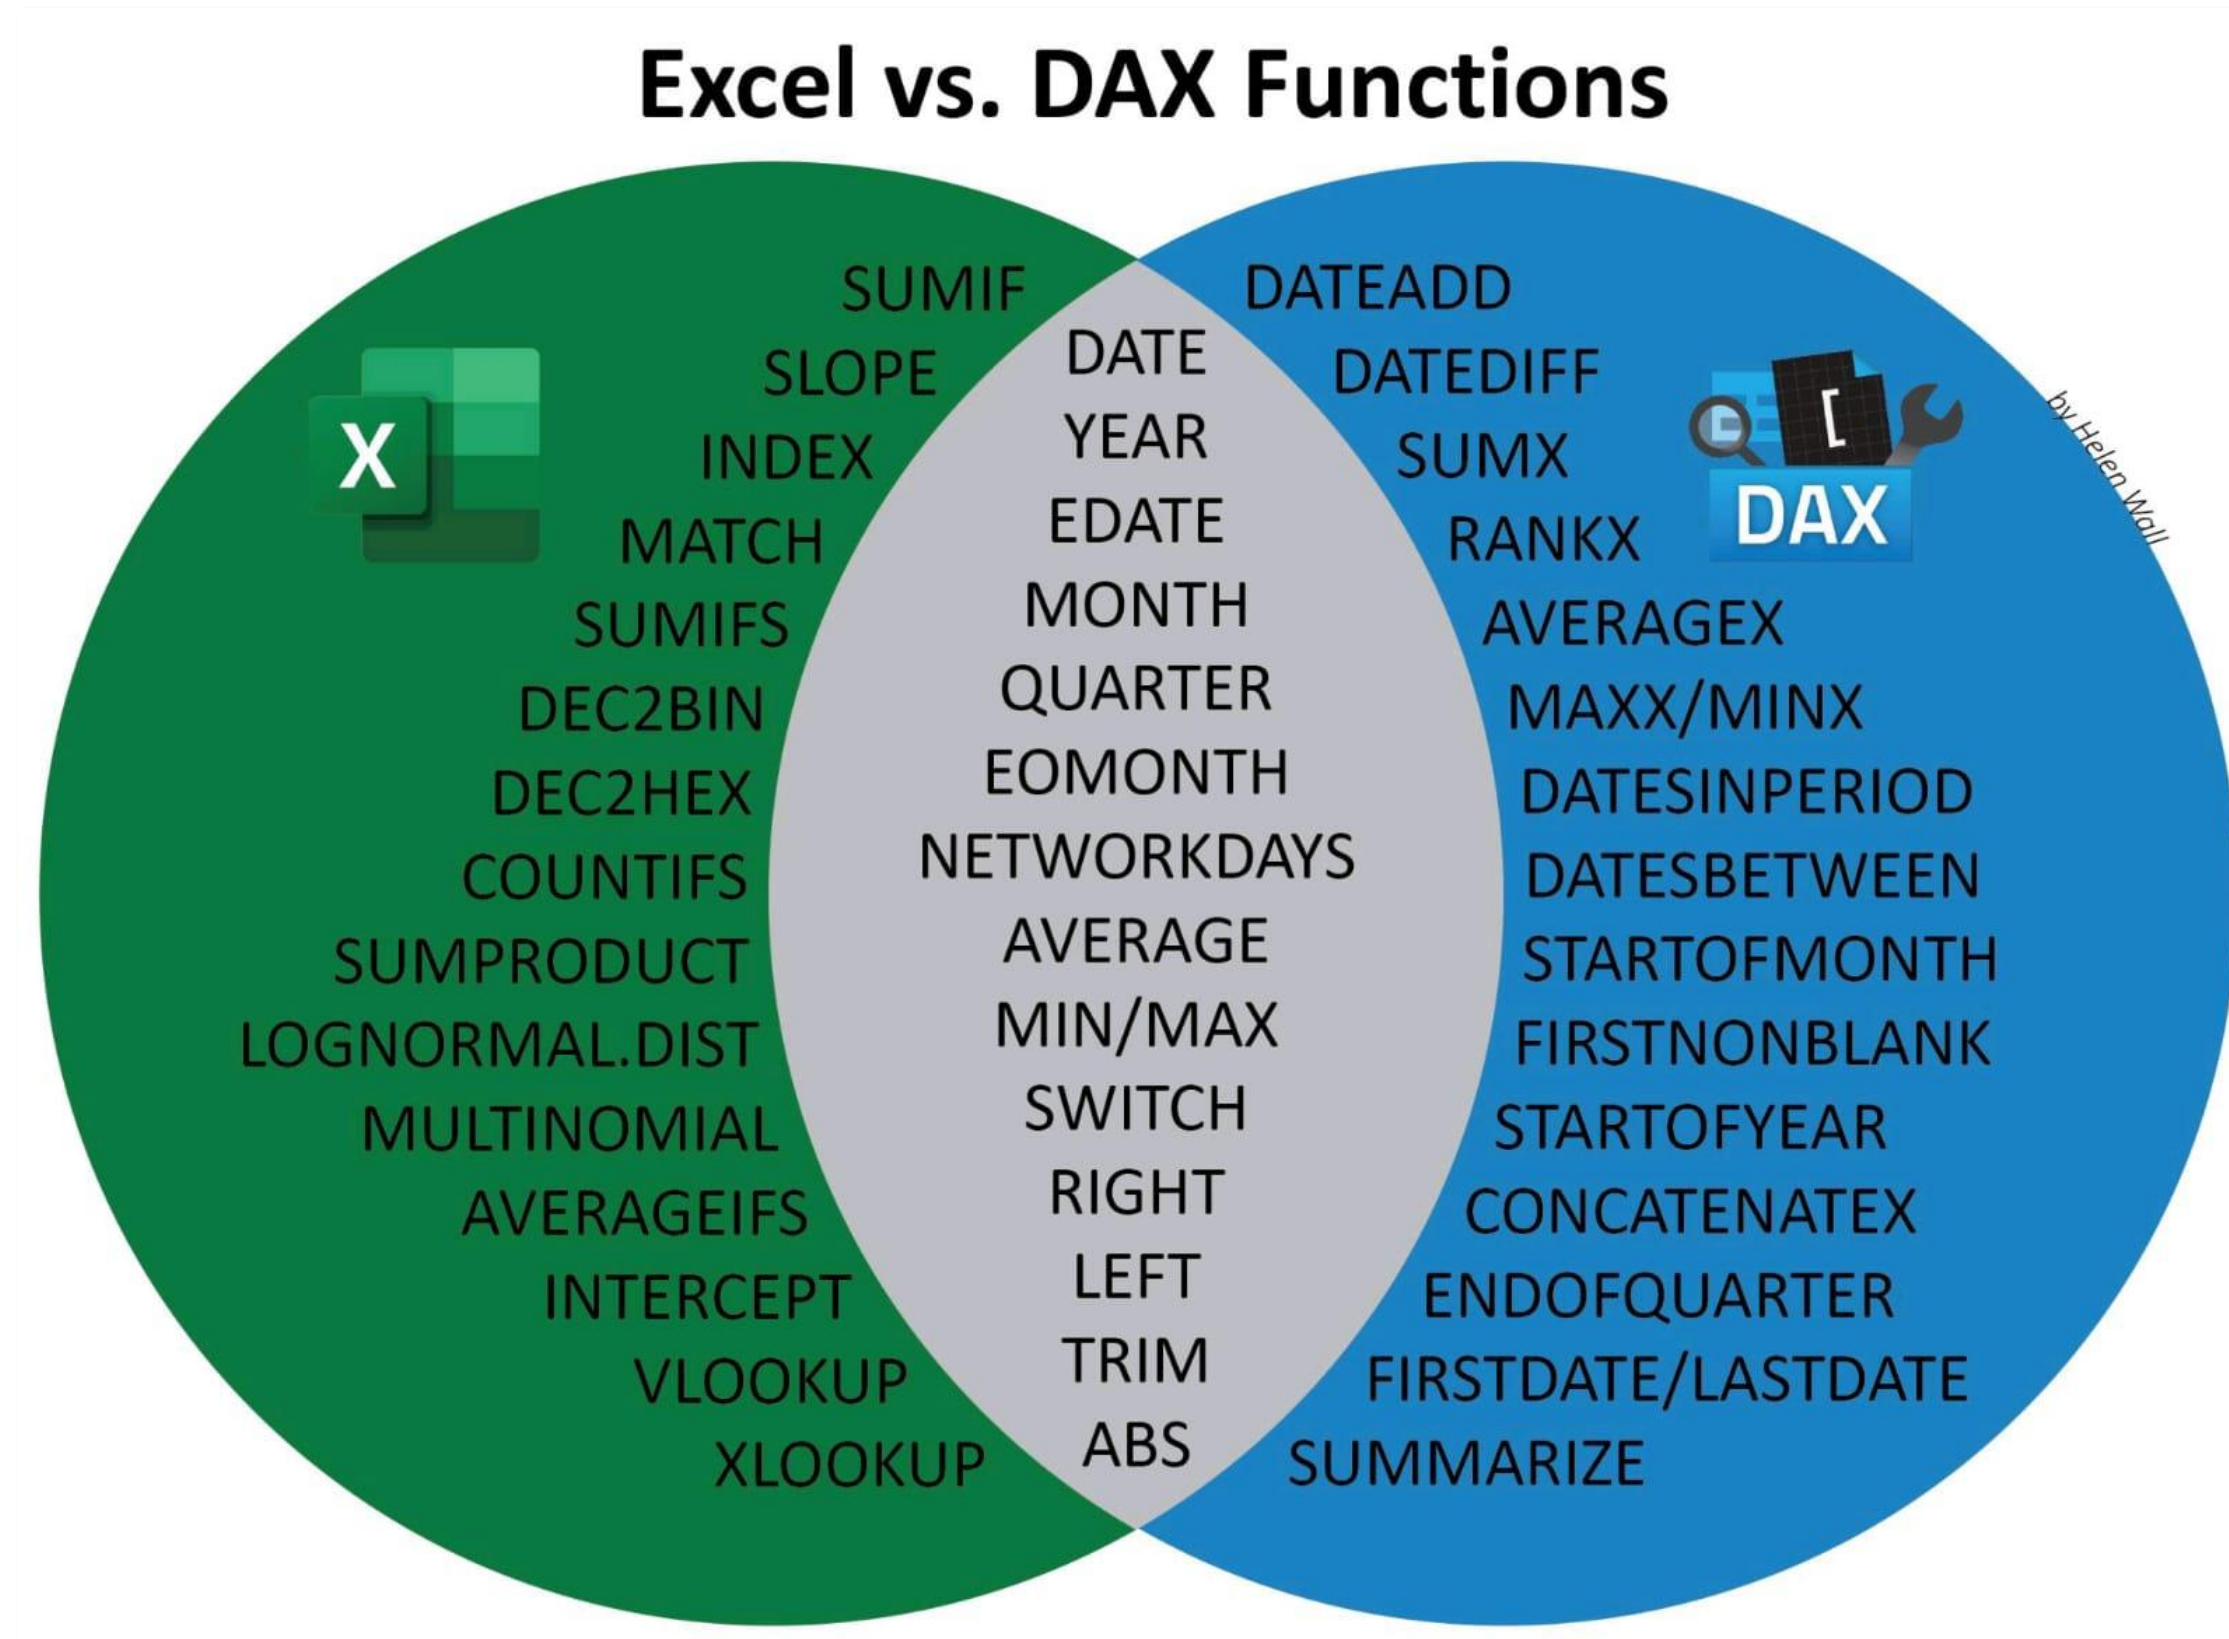 Excel vs. DAX Functions
SUMIF
SLOPE
INDEX
MATCH
SUMIFS
DEC2BIN
DEC2HEX
COUNTIFS
SUMPRODUCT
LOGNORMAL.DIST
MULTINOMIAL
AVERAGEIFS
INTERCEPT
VLOOKUP
XLOOKUP
X
DATE
YEAR
EDATE
MONTH
QUARTER
EOMONTH
NETWORKDAYS
AVERAGE
MIN/MAX
SWITCH
RIGHT
LEFT
TRIM
ABS
DATEADD
DATEDIFF
SUMX
RANKX
AVERAGEX
MAXX/MINX
DATESINPERIOD
DATESBETWEEN
STARTOFMONTH
FIRSTNONBLANK
STARTOFYEAR
CONCATENATEX
ENDOFQUARTER
FIRSTDATE/LASTDATE
SUMMARIZE
[
DAX
by Helen Wall